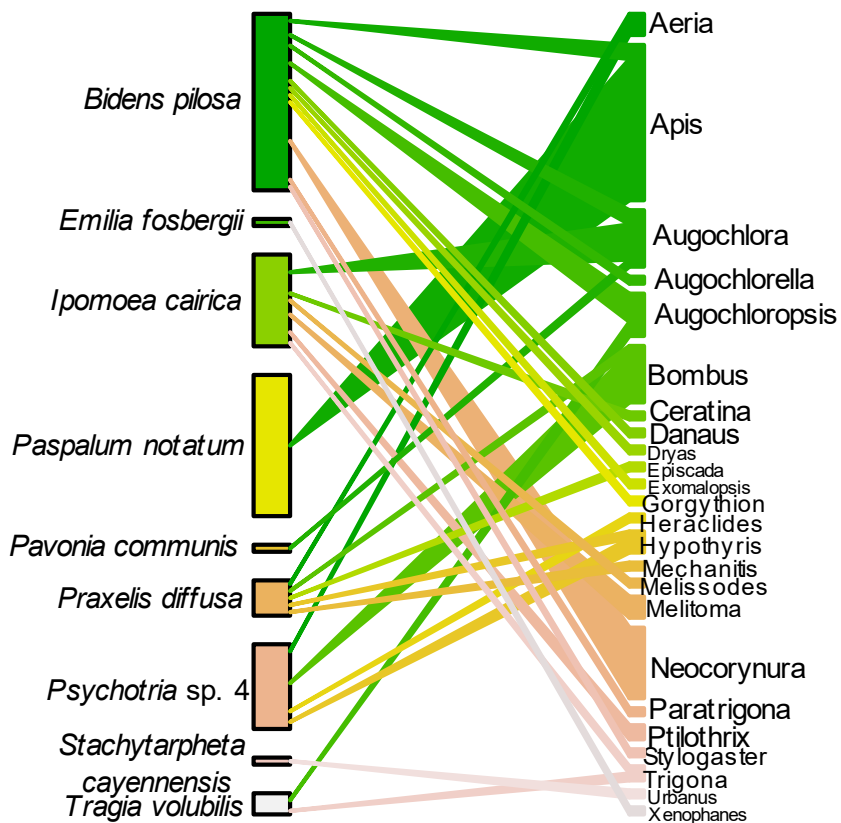 Bidens pilosa
Emilia fosbergii
Ipomoea cairica
Paspalum notatum
Pavonia communis
Praxelis diffusa
Psychotria sp. 4
Stachytarpheta
cayennensis
Tragia volubilis
Aeria
Apis
Augochlora
Augochlorella
Augochloropsis
Bombus
Ceratina
Danaus
Dryas
Episcada
Exomalopsis
Gorgythion
Heraclides
Hypothyris
Mechanitis
Melissodes
Melitoma
Neocorynura
Paratrigona
Ptilothrix
Stylogaster
Trigona
Urbanus
Xenophanes